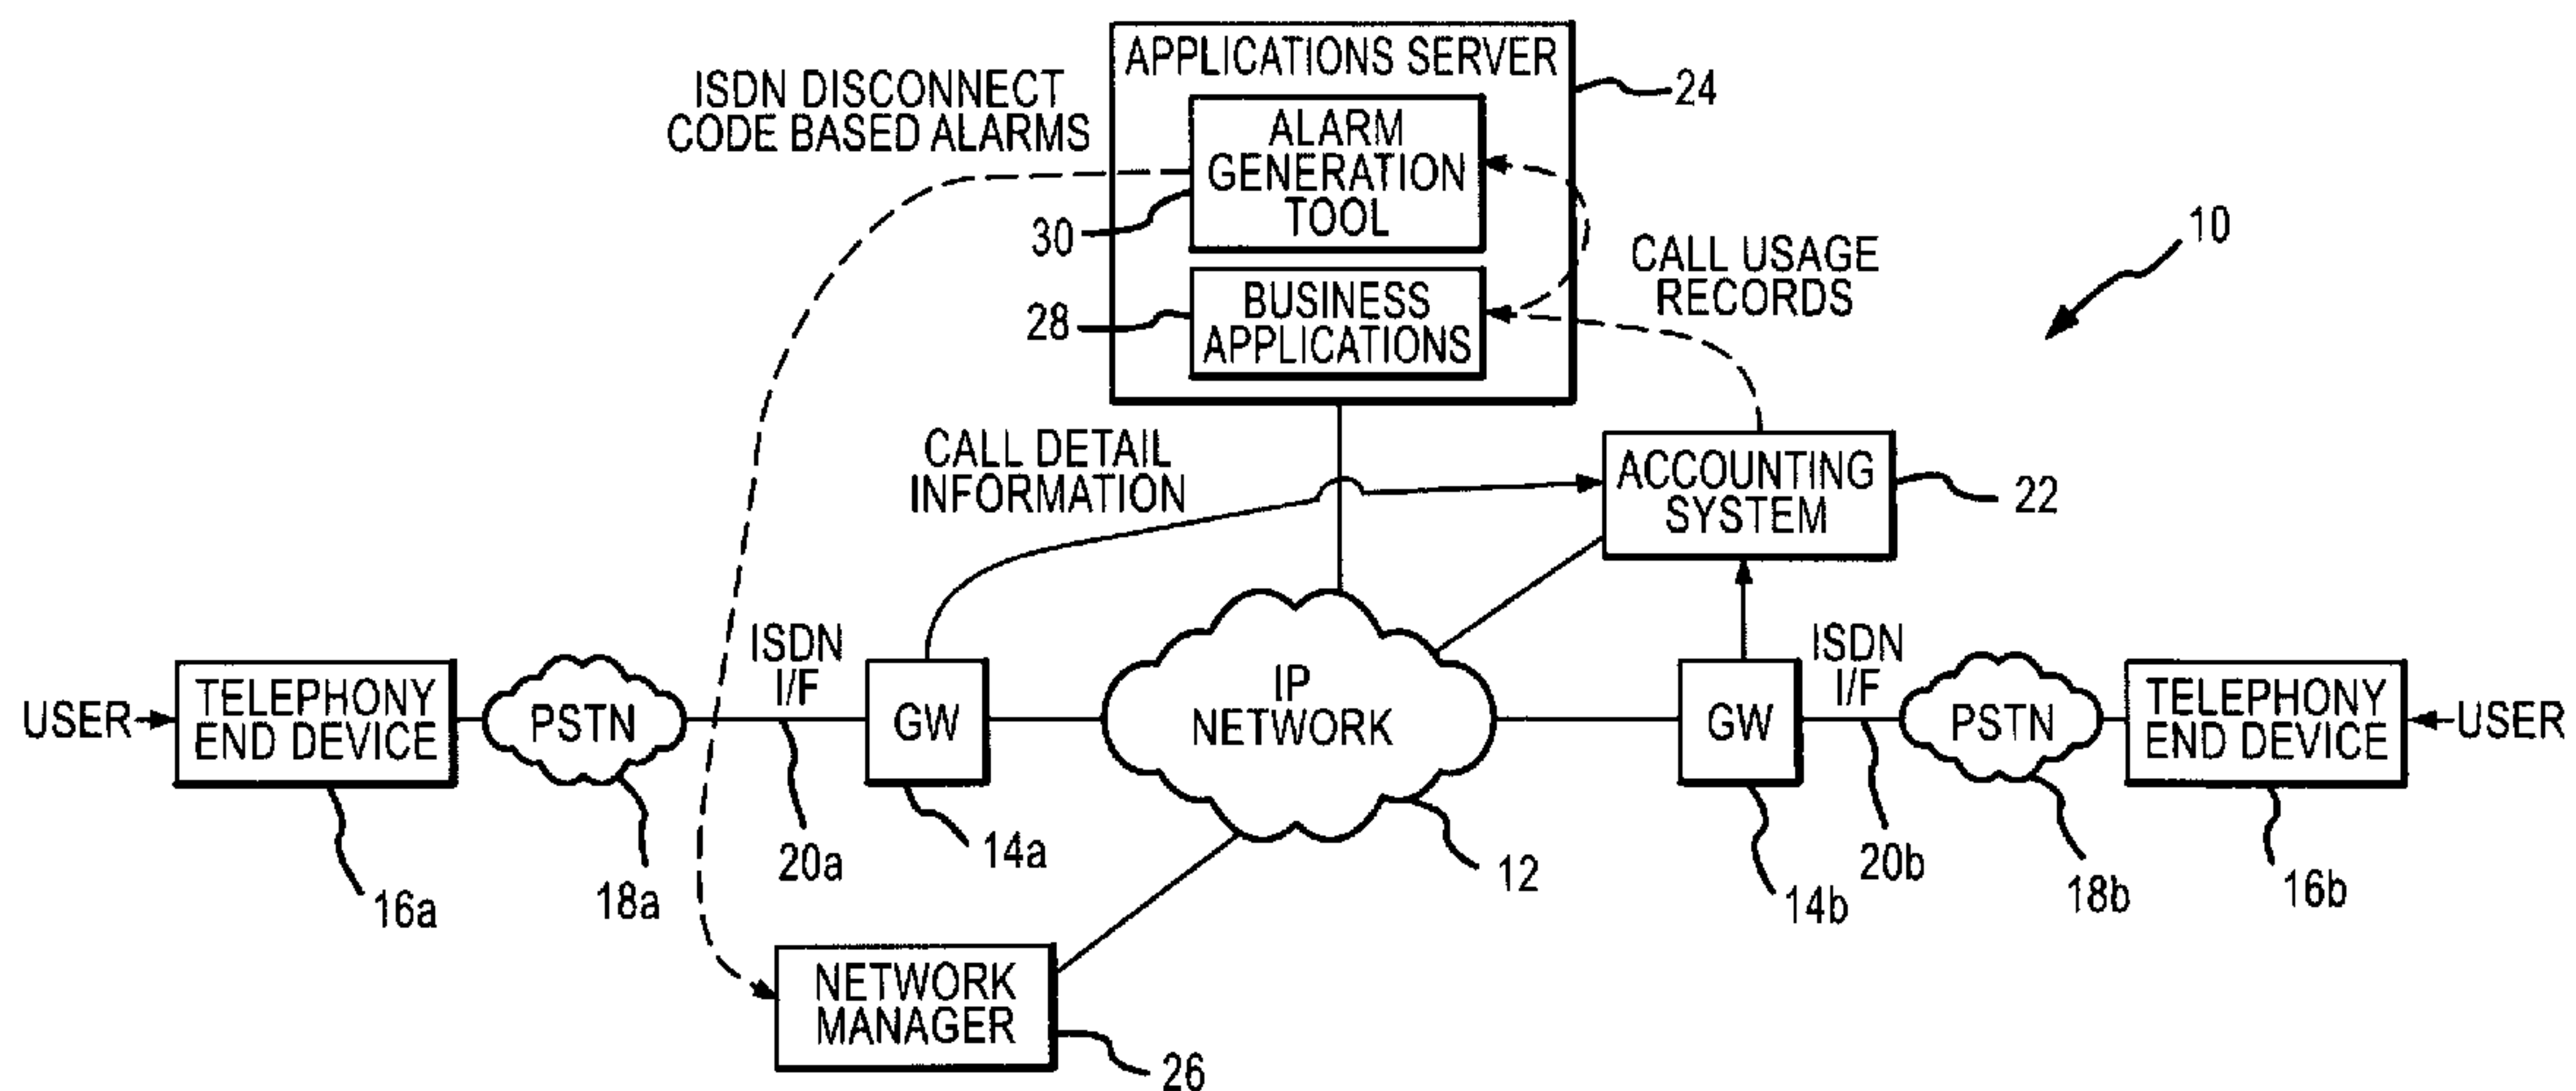 APPLICATIONS SERVER
24
ISDN DISCONNECT
CODE BASED ALARMS
ALARM
GENERATION
TOOL
30
BUSINESS
APPLICATIONS
28
CALL USAGE
RECORDS
10
CALL DETAIL
INFORMATION
ACCOUNTING
SYSTEM
22
USER
TELEPHONY
END DEVICE
16a
PSTN
18a
ISDN
I/F
20a
GW
14a
IP
NETWORK
12
GW
14b
ISDN
I/F
20b
PSTN
18b
TELEPHONY
END DEVICE
16b
USER
NETWORK
MANAGER
26